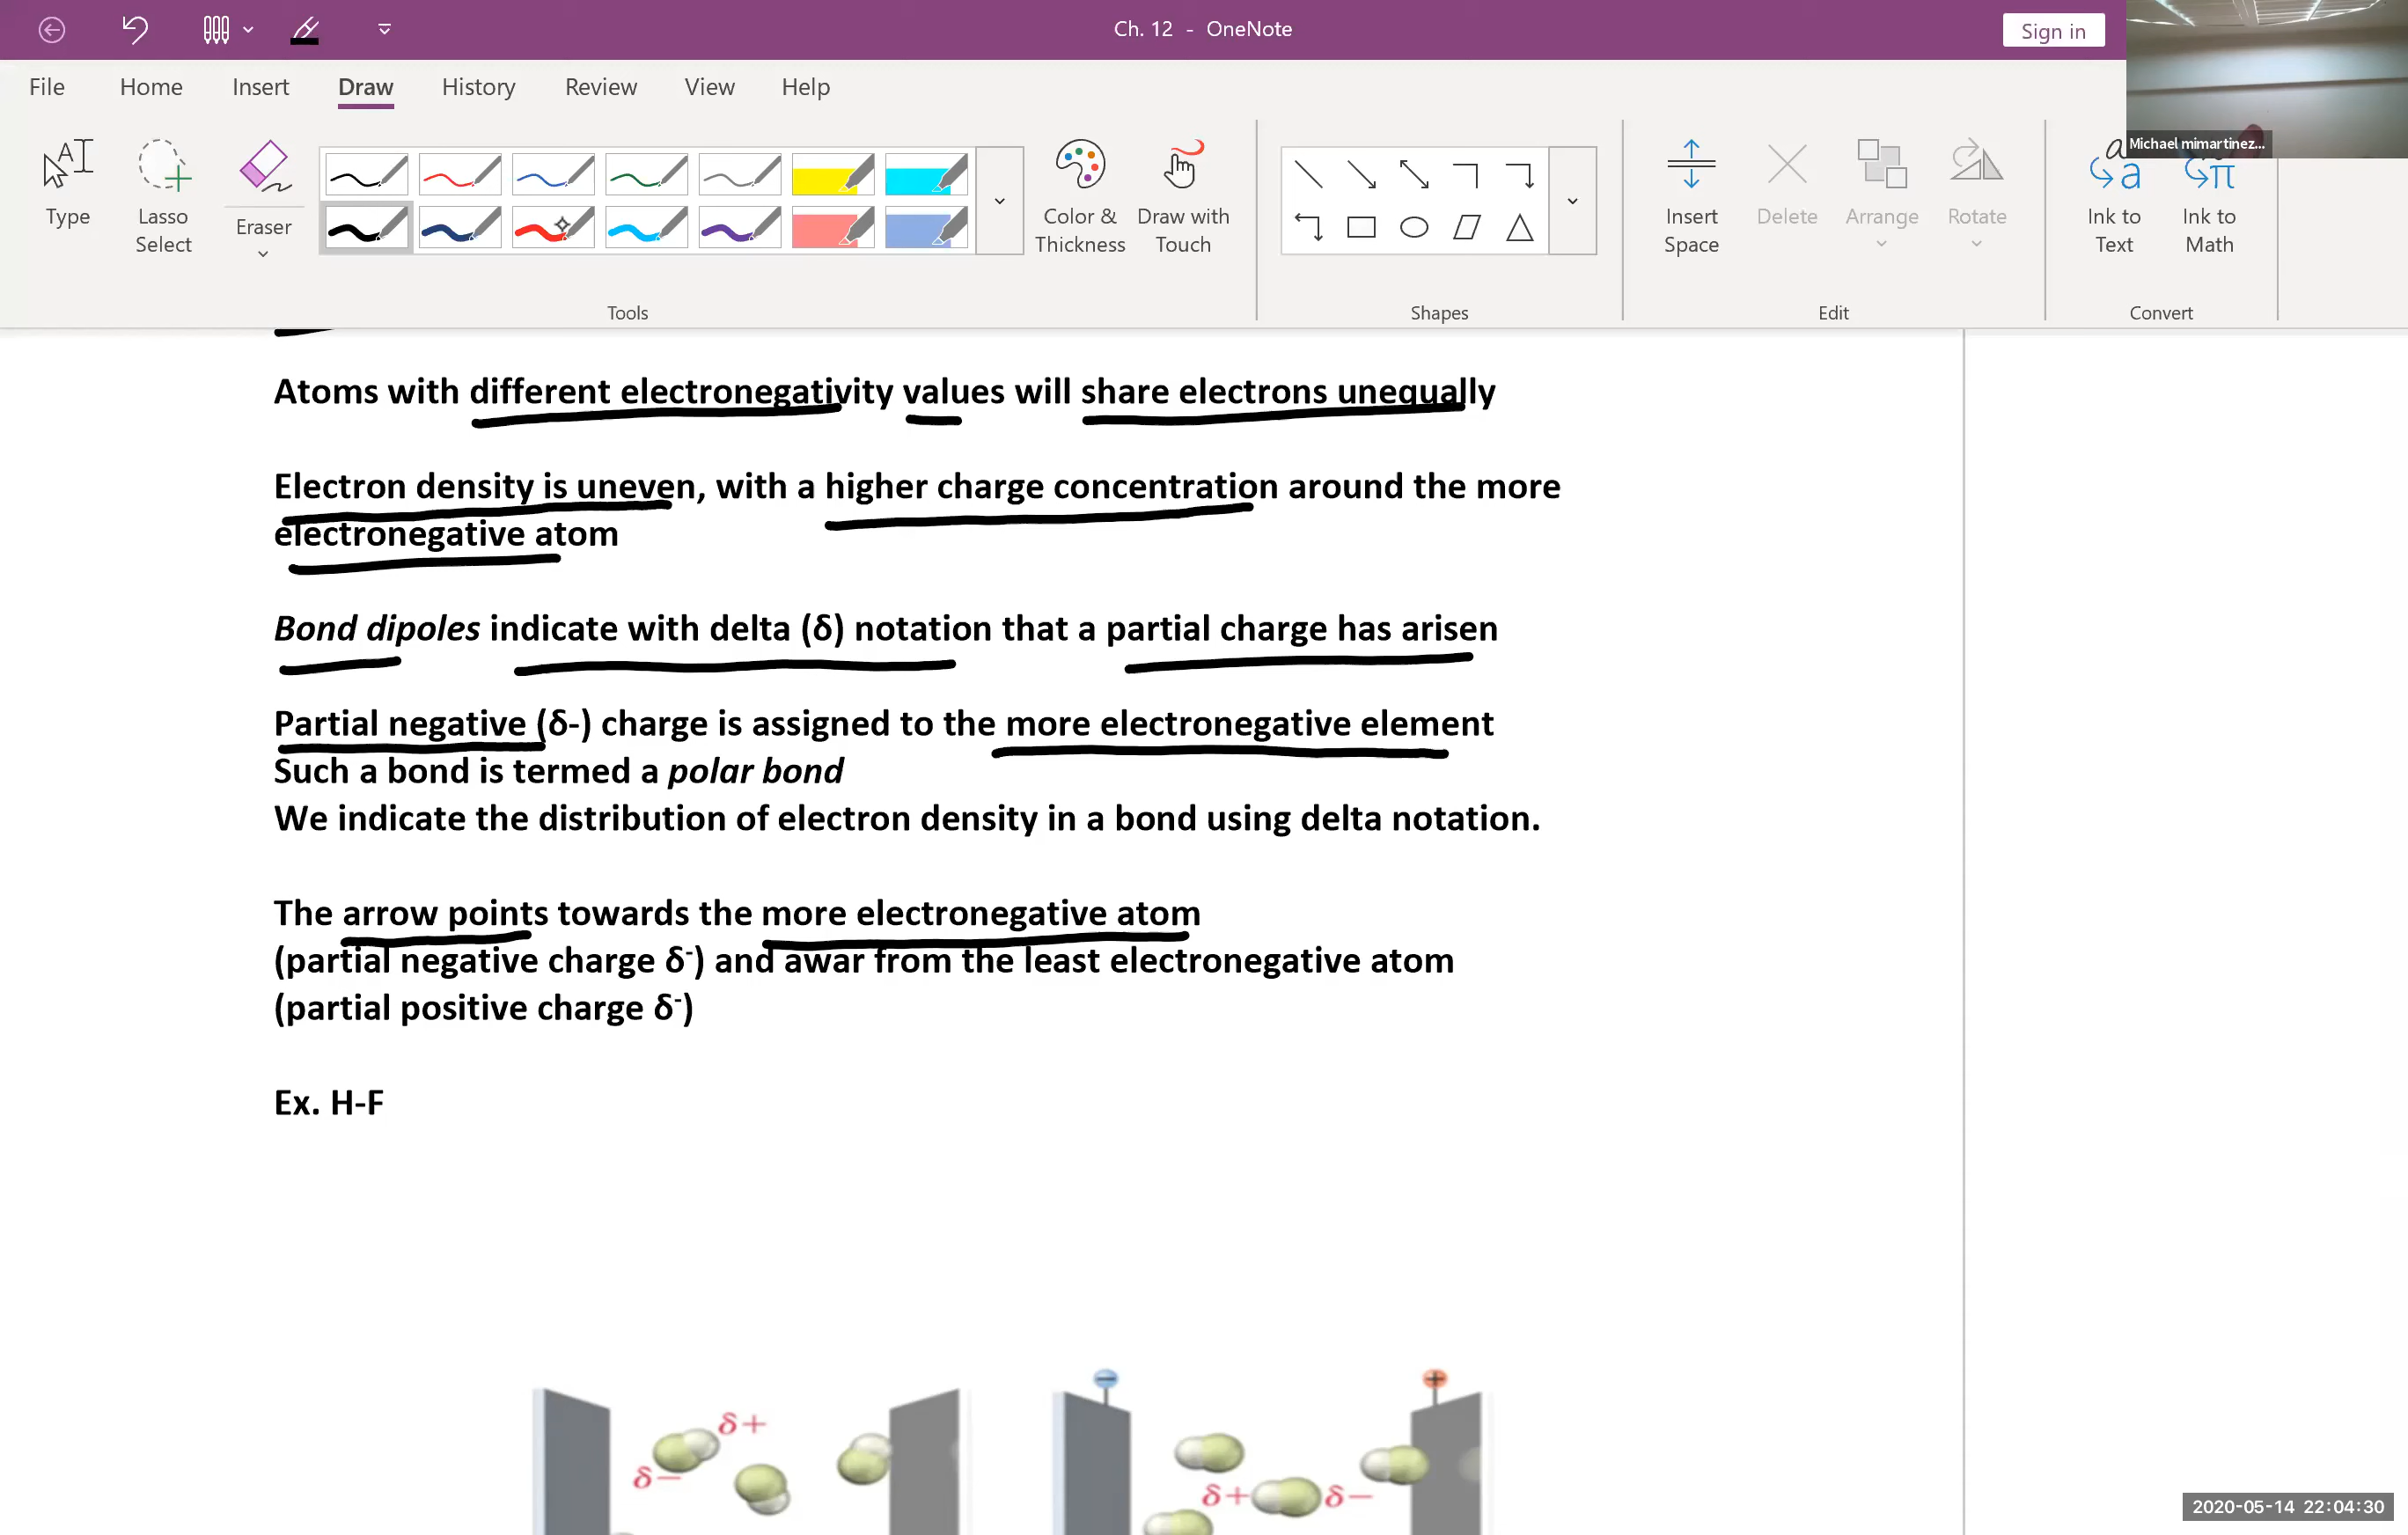 Ch. 12 - OneNote
Sign in
File Home Insert Draw History Review View Help
Michael mimartinez...
Type
Lasso Select
Eraser
Color & Thickness
Draw with Touch
Insert Space
Delete
Arrange
Rotate
Ink to Text
Ink to Math
Tools Shapes Edit Convert
Atoms with different electronegativity values will share electrons unequally
Electron density is uneven, with a higher charge concentration around the more
electronegative atom
Bond dipoles indicate with delta (δ) notation that a partial charge has arisen
Partial negative (δ-) charge is assigned to the more electronegative element
Such a bond is termed a polar bond
We indicate the distribution of electron density in a bond using delta notation.
The arrow points towards the more electronegative atom
(partial negative charge δ⁻) and awar from the least electronegative atom
(partial positive charge δ⁻)
Ex. H-F
− +
δ+
δ−
δ+ δ−
2020-05-14 22:04:30